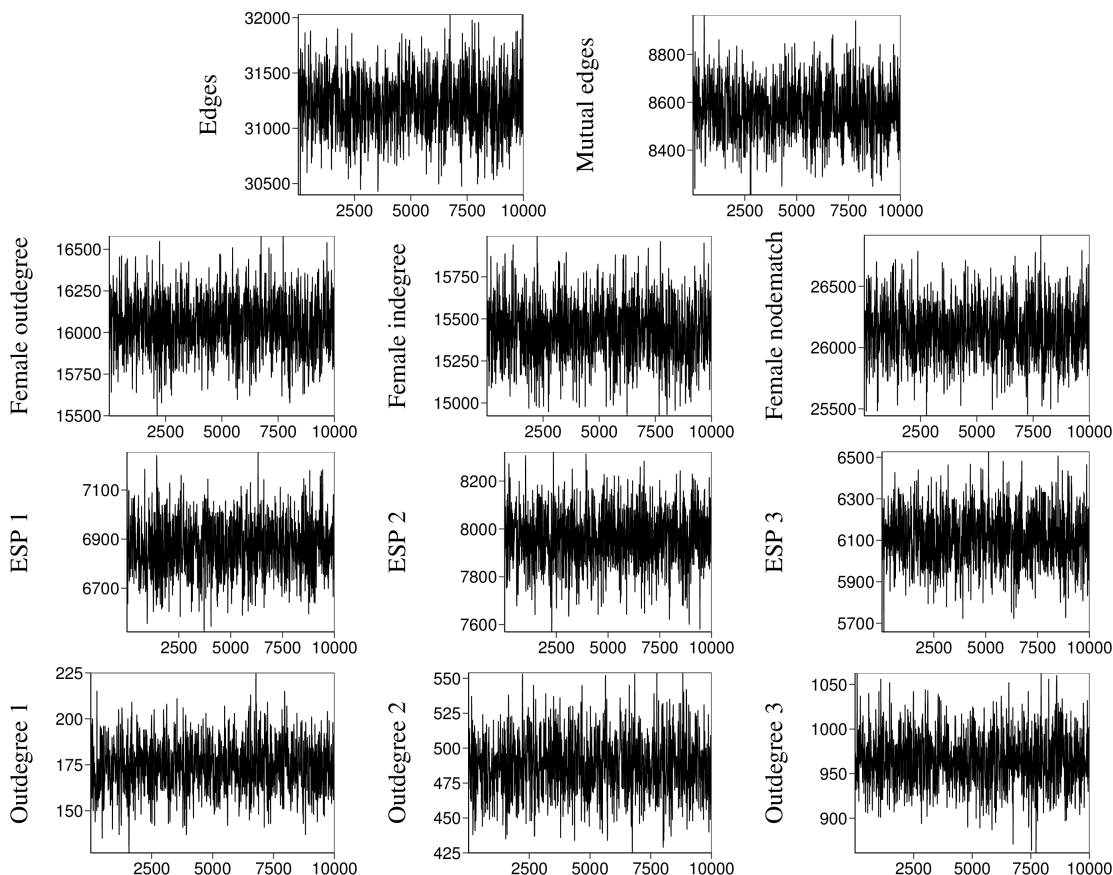 Edges
32000
31500
31000
30500
2500 5000 7500 10000
Mutual edges
8800
8600
8400
2500 5000 7500 10000
Female outdegree
16500
16250
16000
15750
15500
2500 5000 7500 10000
Female indegree
15750
15500
15250
15000
2500 5000 7500 10000
Female nodematch
26500
26000
25500
2500 5000 7500 10000
ESP 1
7100
6900
6700
2500 5000 7500 10000
ESP 2
8200
8000
7800
7600
2500 5000 7500 10000
ESP 3
6500
6300
6100
5900
5700
2500 5000 7500 10000
Outdegree 1
225
200
175
150
2500 5000 7500 10000
Outdegree 2
550
525
500
475
450
425
2500 5000 7500 10000
Outdegree 3
1050
1000
950
900
2500 5000 7500 10000